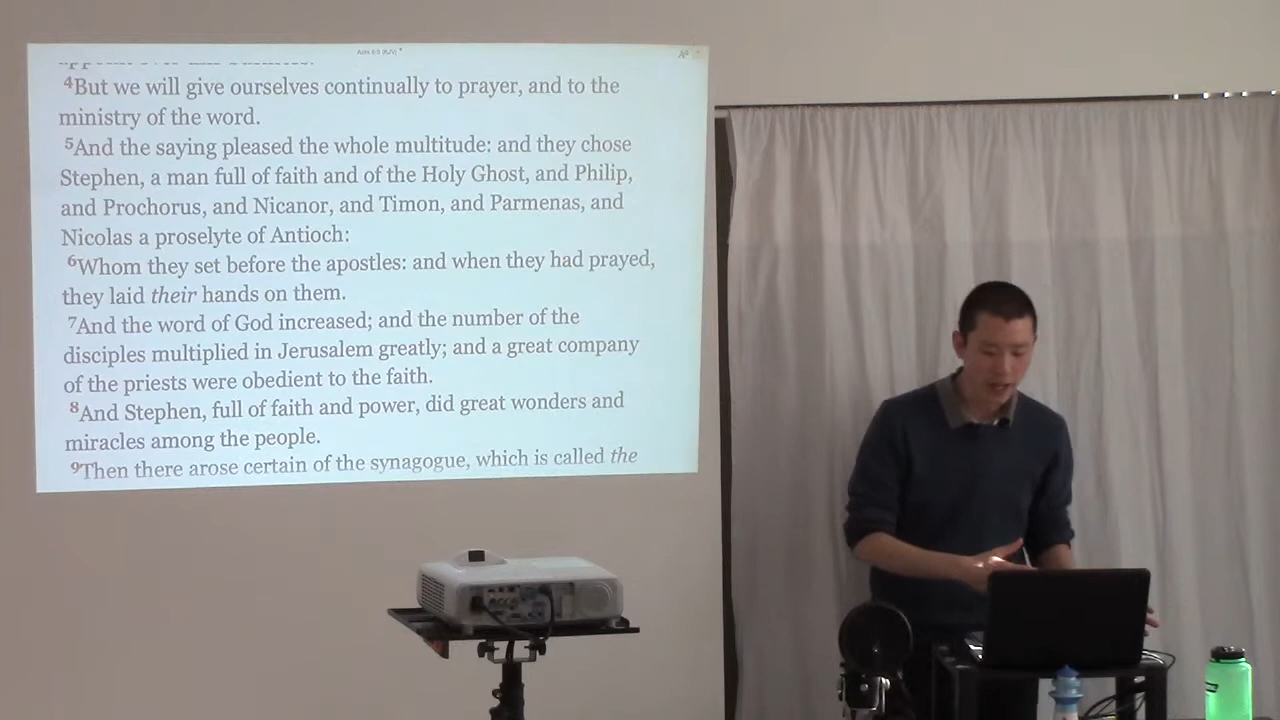 4But we will give ourselves continually to prayer, and to the
ministry of the word.
5And the saying pleased the whole multitude: and they chose
Stephen, a man full of faith and of the Holy Ghost, and Philip,
and Prochorus, and Nicanor, and Timon, and Parmenas, and
Nicolas a proselyte of Antioch:
6Whom they set before the apostles: and when they had prayed,
they laid their hands on them.
7And the word of God increased; and the number of the
disciples multiplied in Jerusalem greatly; and a great company
of the priests were obedient to the faith.
8And Stephen, full of faith and power, did great wonders and
miracles among the people.
9Then there arose certain of the synagogue, which is called the